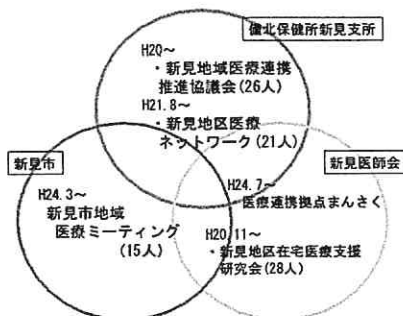 備北保健所新見支所
H20～
・新見地域医療連携
推進協議会(26人)
H21.8～
・新見地区医療
ネットワーク(21人)
新見市
新見医師会
H24.3～
新見市地域
医療ミーティング
(15人)
H24.7～
医療連携拠点まんさく
H20.11～
・新見地区在宅医療支援
研究会(28人)